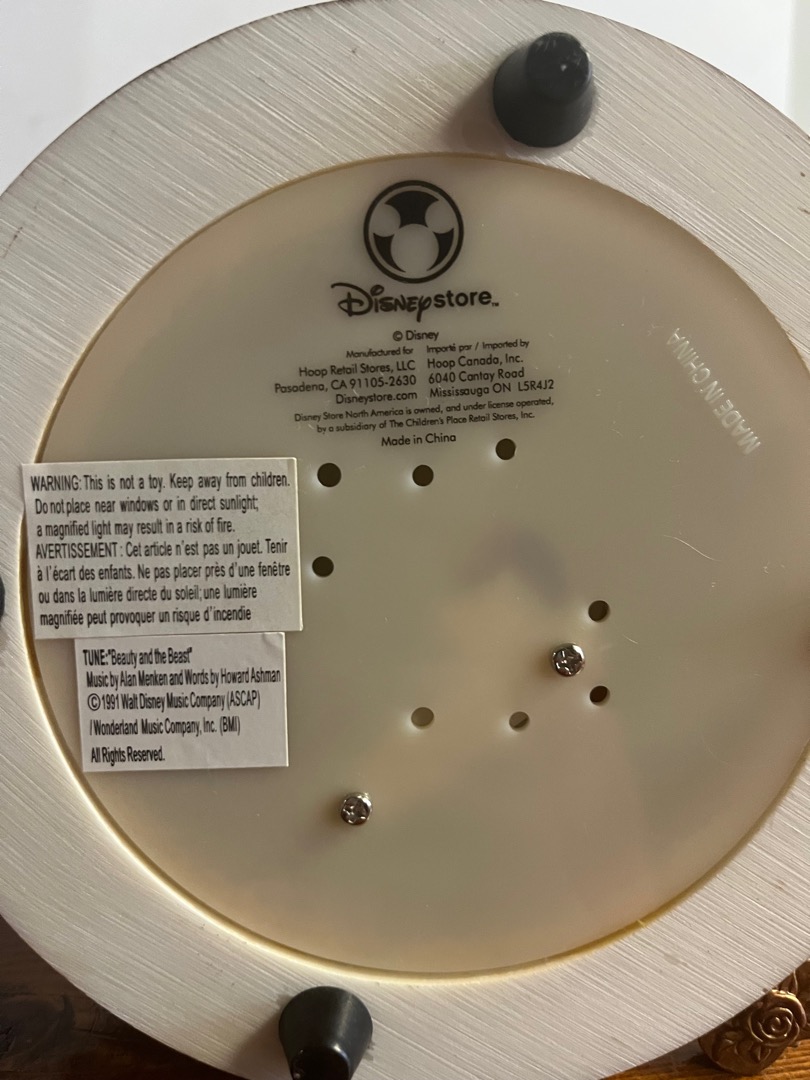 Disney store™
© Disney
Manufactured for
Hoop Retail Stores, LLC
Pasadena, CA 91105-2630
Disneystore.com
Importé par / Imported by
Hoop Canada, Inc.
6040 Cantay Road
Mississauga ON L5R4J2
Disney Store North America is owned, and under license operated,
by a subsidiary of The Children's Place Retail Stores, Inc.
Made in China
MADE IN CHINA
WARNING: This is not a toy. Keep away from children.
Do not place near windows or in direct sunlight;
a magnified light may result in a risk of fire.
AVERTISSEMENT : Cet article n'est pas un jouet. Tenir
à l'écart des enfants. Ne pas placer près d'une fenêtre
ou dans la lumière directe du soleil; une lumière
magnifiée peut provoquer un risque d'incendie
TUNE:"Beauty and the Beast"
Music by Alan Menken and Words by Howard Ashman
©1991 Walt Disney Music Company (ASCAP)
/ Wonderland Music Company, Inc. (BMI)
All Rights Reserved.